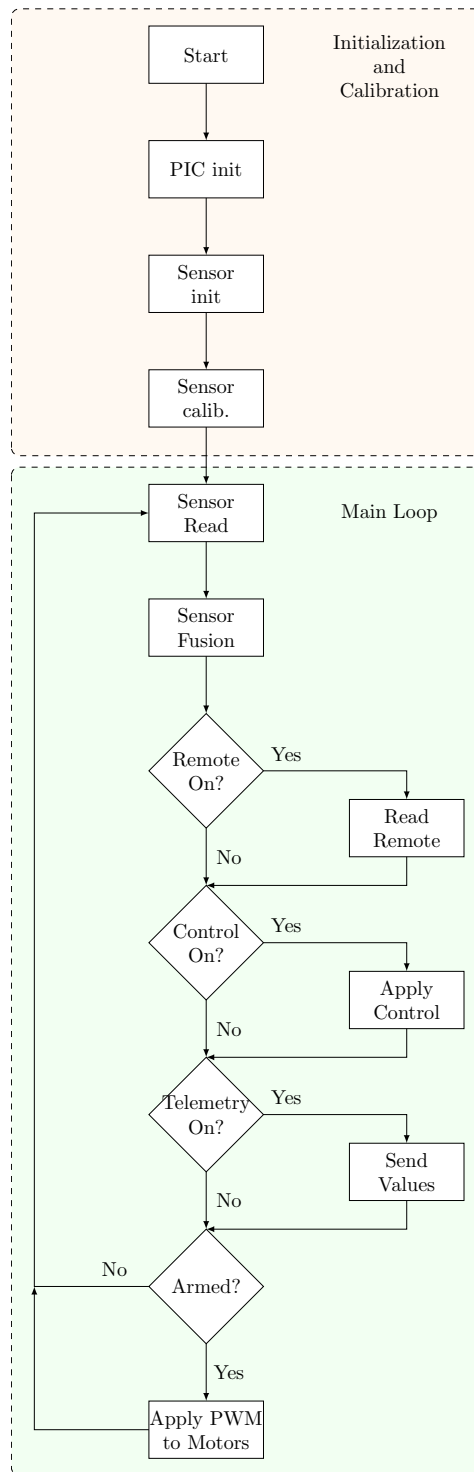 Start
Initialization
and
Calibration
PIC init
Sensor
init
Sensor
calib.
Sensor
Read
Main Loop
Sensor
Fusion
Remote
On?
Yes
Read
Remote
No
Control
On?
Yes
Apply
Control
No
Telemetry
On?
Yes
Send
Values
No
Armed?
No
Yes
Apply PWM
to Motors